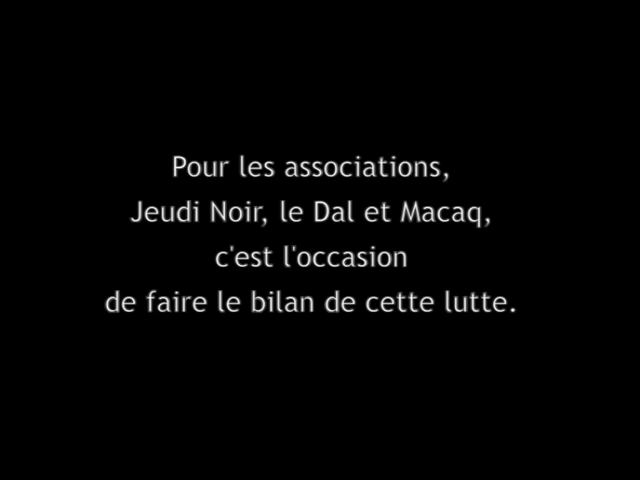 Pour les associations,
Jeudi Noir, le Dal et Macaq,
c'est l'occasion
de faire le bilan de cette lutte.